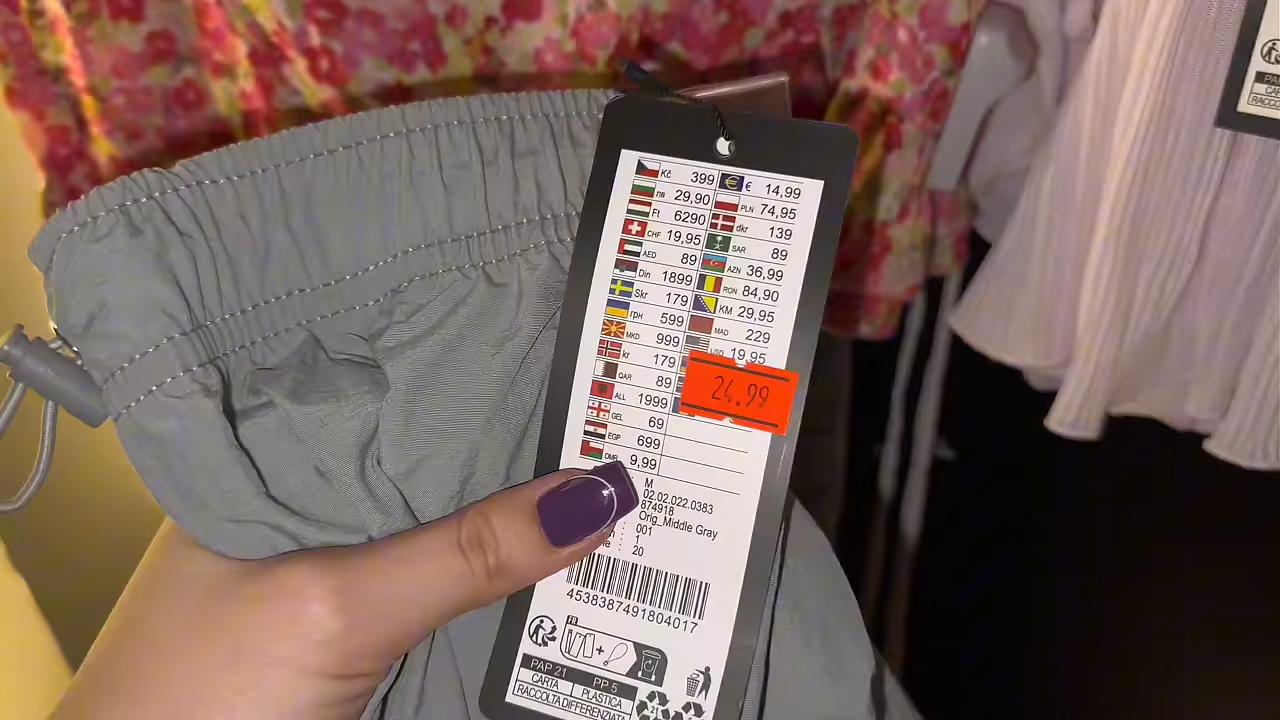 Kč 399 € 14,99
лв 29,90 PLN 74,95
Ft 6290 dkr 139
CHF 19,95 SAR 89
AED 89 AZN 36,99
Din 1899 RON 84,90
Skr 179 KM 29,95
грн 599 MAD 229
MKD 999 USD 19,95
kr 179
QAR 89
24.99
ALL 1999
GEL 69
EGP 699
OMR 9,99
M
02.02.022.0383
874918
Orig_Middle Gray
: 001
: 1
: 20
4538387491804017
FR
+
PAP 21 PP 5
CARTA PLASTICA
RACCOLTA DIFFERENZIATA
21